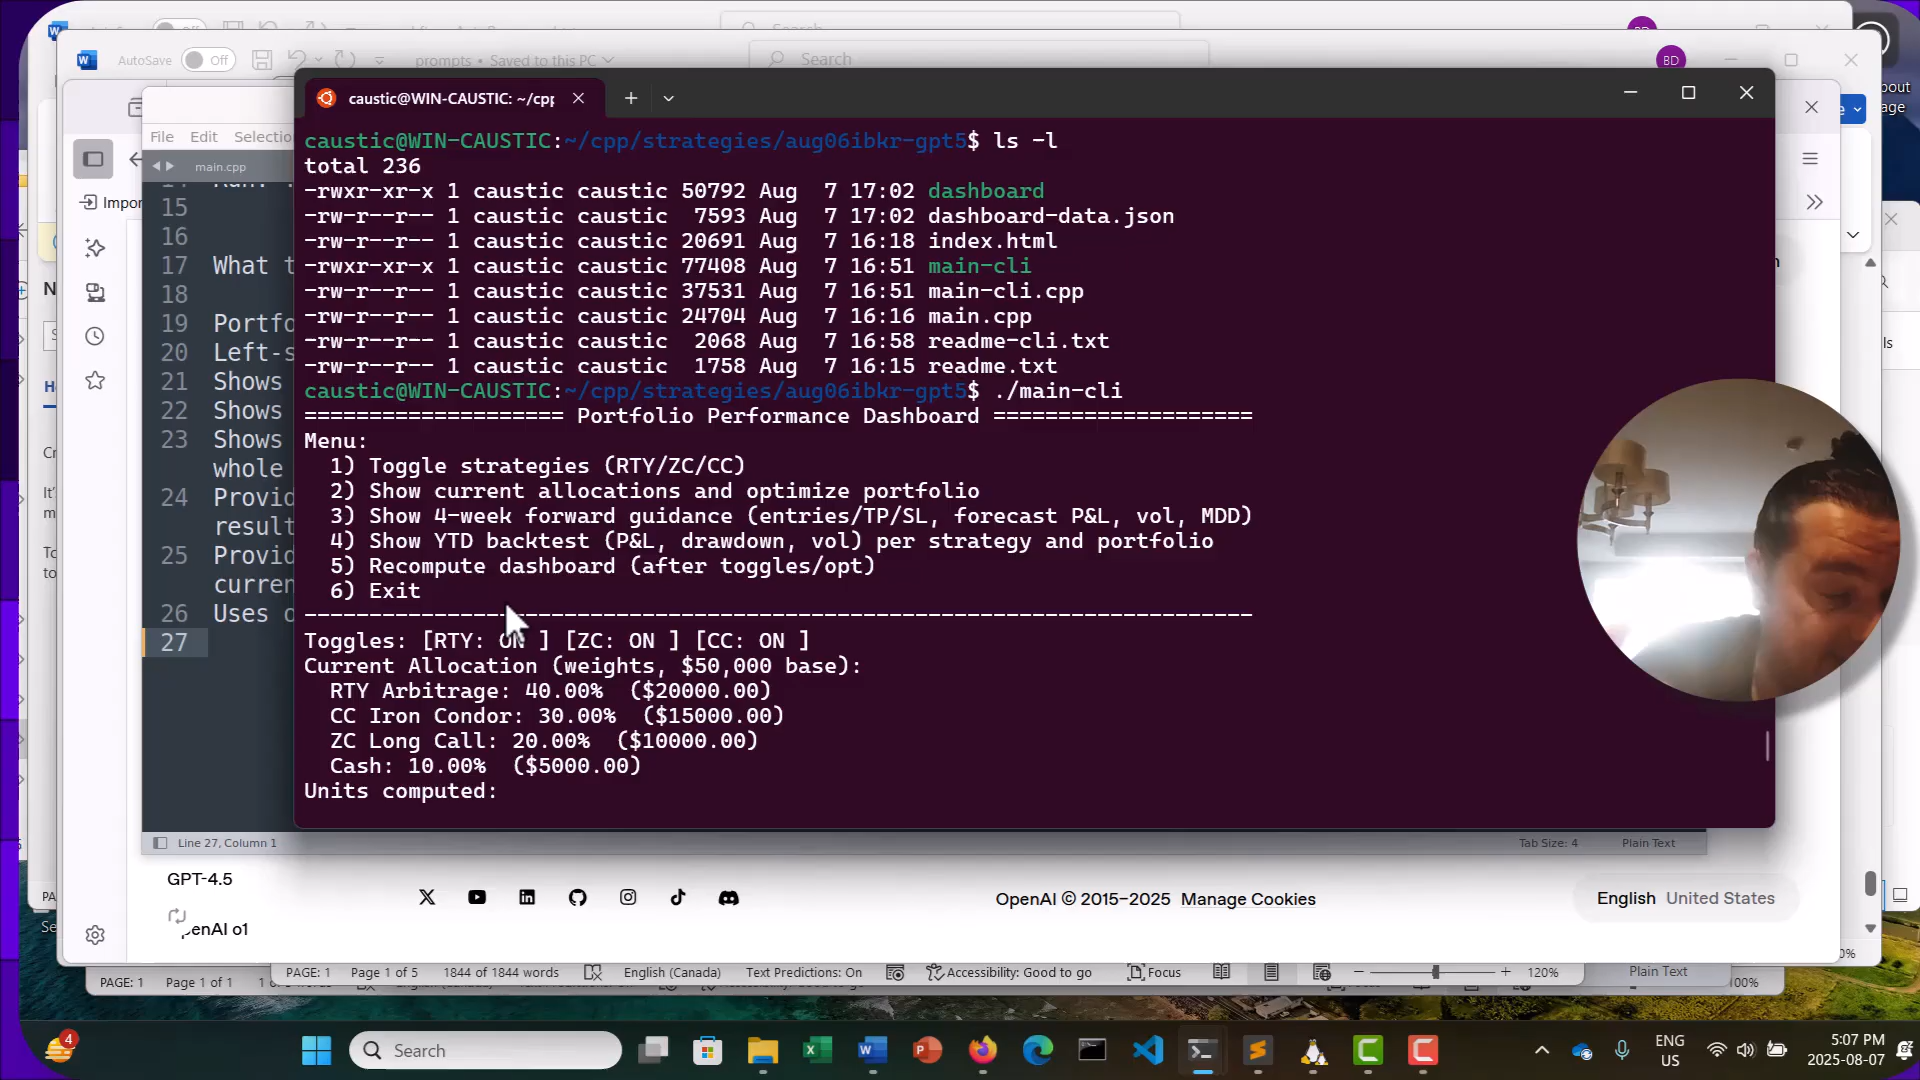 AutoSave
Off
prompts • Saved to this PC
Search
BD
caustic@WIN-CAUSTIC: ~/cpp
File Edit Selectio
main.cpp
Impor
caustic@WIN-CAUSTIC:~/cpp/strategies/aug06ibkr-gpt5$ ls -l
total 236
-rwxr-xr-x 1 caustic caustic 50792 Aug 7 17:02 dashboard
-rw-r--r-- 1 caustic caustic 7593 Aug 7 17:02 dashboard-data.json
-rw-r--r-- 1 caustic caustic 20691 Aug 7 16:18 index.html
-rwxr-xr-x 1 caustic caustic 77408 Aug 7 16:51 main-cli
-rw-r--r-- 1 caustic caustic 37531 Aug 7 16:51 main-cli.cpp
-rw-r--r-- 1 caustic caustic 24704 Aug 7 16:16 main.cpp
-rw-r--r-- 1 caustic caustic 2068 Aug 7 16:58 readme-cli.txt
-rw-r--r-- 1 caustic caustic 1758 Aug 7 16:15 readme.txt
caustic@WIN-CAUSTIC:~/cpp/strategies/aug06ibkr-gpt5$ ./main-cli
==================== Portfolio Performance Dashboard ====================
Menu:
1) Toggle strategies (RTY/ZC/CC)
2) Show current allocations and optimize portfolio
3) Show 4-week forward guidance (entries/TP/SL, forecast P&L, vol, MDD)
4) Show YTD backtest (P&L, drawdown, vol) per strategy and portfolio
5) Recompute dashboard (after toggles/opt)
6) Exit
-------------------------------------------------------------------------
Toggles: [RTY: ON ] [ZC: ON ] [CC: ON ]
Current Allocation (weights, $50,000 base):
RTY Arbitrage: 40.00% ($20000.00)
CC Iron Condor: 30.00% ($15000.00)
ZC Long Call: 20.00% ($10000.00)
Cash: 10.00% ($5000.00)
Units computed:
15
16
17 What t
18
19 Portfo
20 Left-s
21 Shows
22 Shows
23 Shows
whole
24 Provid
result
25 Provid
curren
26 Uses o
27
Line 27, Column 1
Tab Size: 4
Plain Text
GPT-4.5
OpenAI © 2015–2025 Manage Cookies
English United States
penAI o1
PAGE: 1 Page 1 of 5 1844 of 1844 words English (Canada) Text Predictions: On Accessibility: Good to go Focus 120%
Plain Text
PAGE: 1 Page 1 of 1
100%
4
Search
ENG
US
5:07 PM
2025-08-07